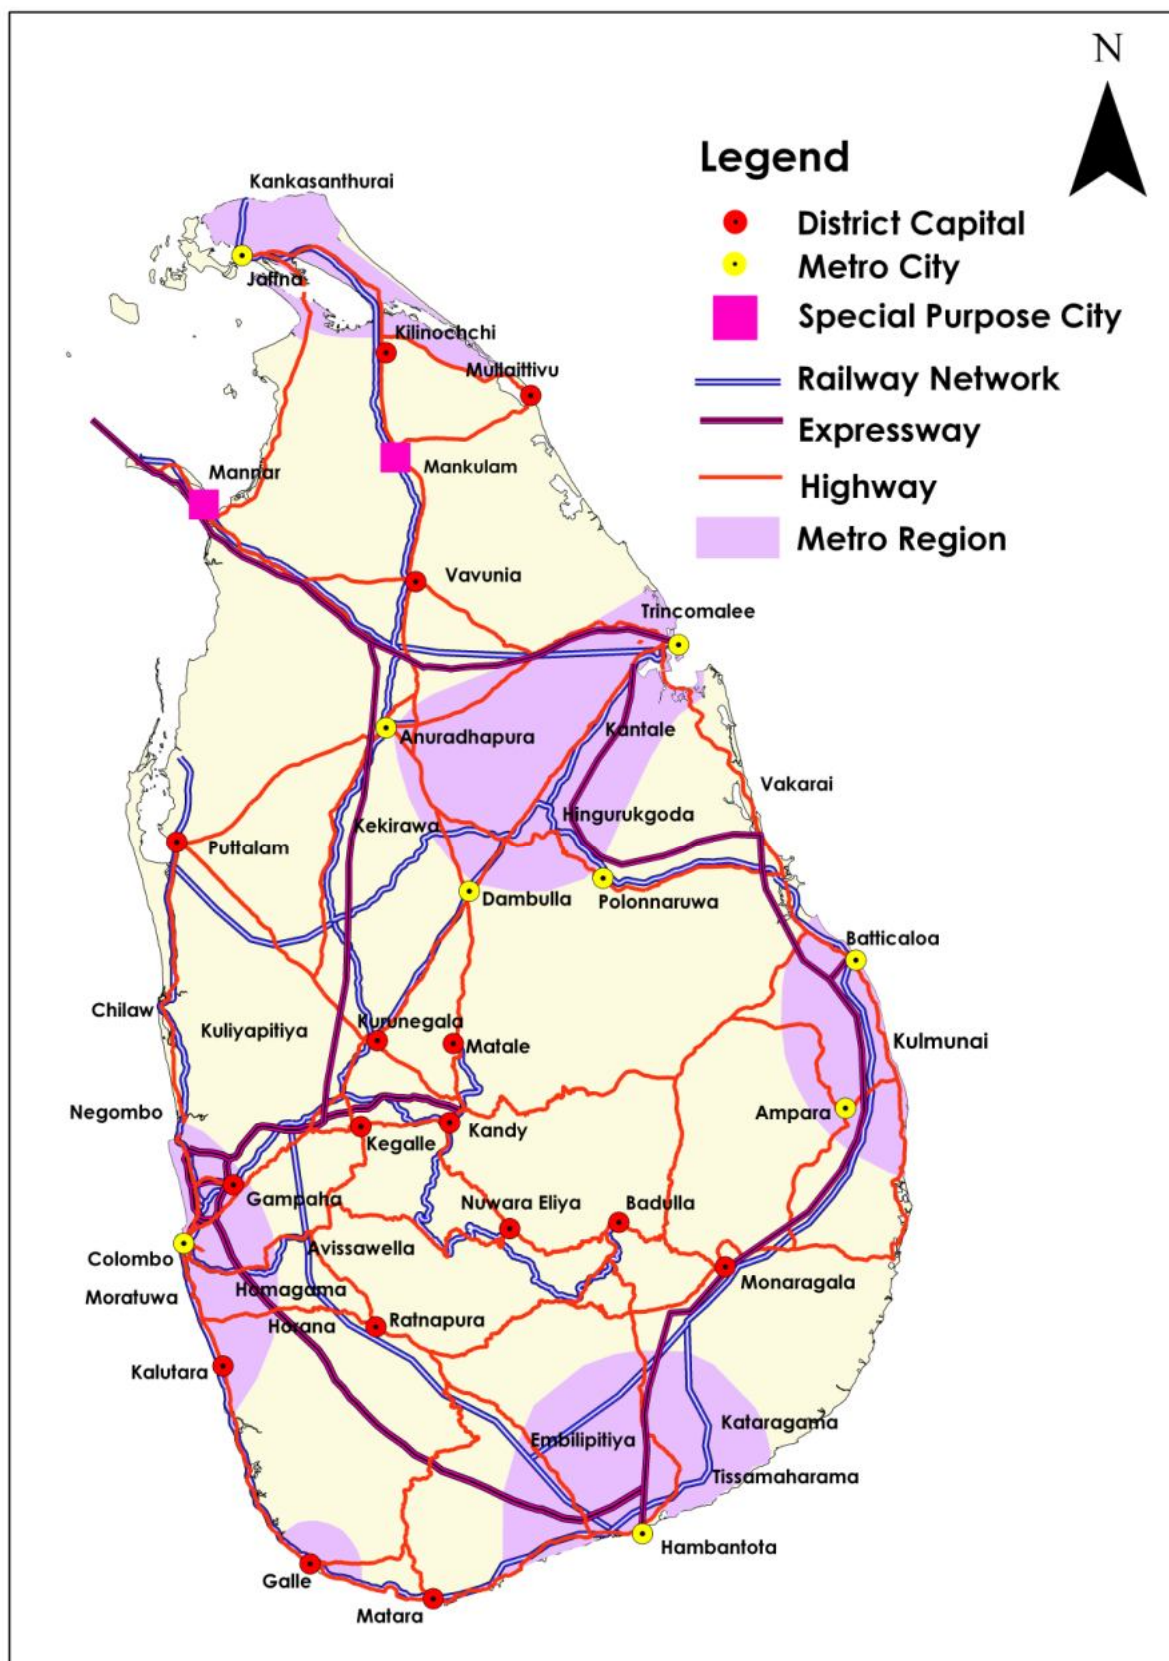 N
Legend
District Capital
Metro City
Special Purpose City
Railway Network
Expressway
Highway
Metro Region
Kankasanthurai
Jaffna
Kilinochchi
Mullaittivu
Mankulam
Mannar
Vavunia
Trincomalee
Anuradhapura
Kantale
Vakarai
Hingurukgoda
Kekirawa
Puttalam
Dambulla
Polonnaruwa
Batticaloa
Chilaw
Kuliyapitiya
Kurunegala
Matale
Kulmunai
Negombo
Ampara
Kegalle
Kandy
Gampaha
Nuwara Eliya
Badulla
Avissawella
Colombo
Monaragala
Homagama
Moratuwa
Horana
Ratnapura
Kalutara
Kataragama
Embilipitiya
Tissamaharama
Hambantota
Galle
Matara